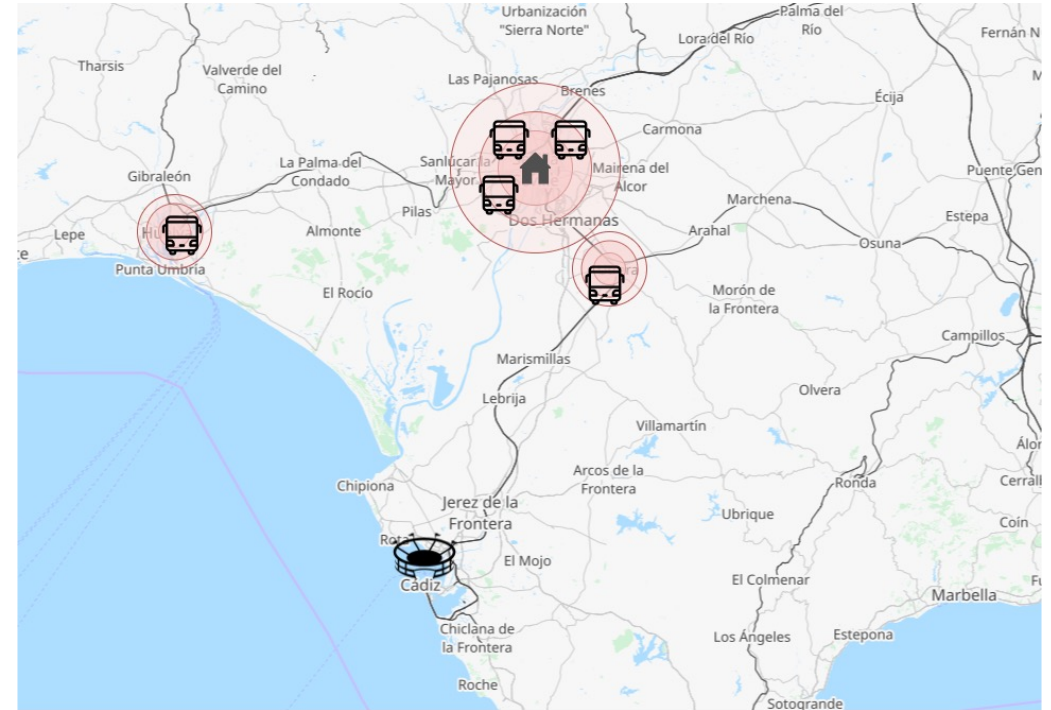 Urbanización
"Sierra Norte"
Palma del
Río
Lora del Río
Fernán N
Tharsis
Valverde del
Camino
Las Pajanosas
Brenes
Écija
Carmona
La Palma del
Condado
Sanlúcar la
Mayor
Mairena del
Alcor
Gibraleón
Puente Gen
Marchena
Pilas
Dos Hermanas
Estepa
Lepe
Almonte
Arahal
Osuna
Punta Umbría
El Rocío
Morón de
la Frontera
Campillos
Marismillas
Olvera
Lebrija
Villamartín
Álor
Arcos de la
Frontera
Chipiona
Ronda
Cerrall
Jerez de la
Frontera
Ubrique
Coín
Rota
El Mojo
Cádiz
El Colmenar
Marbella
Chiclana de
la Frontera
Los Ángeles
Estepona
Roche
Sotogrande